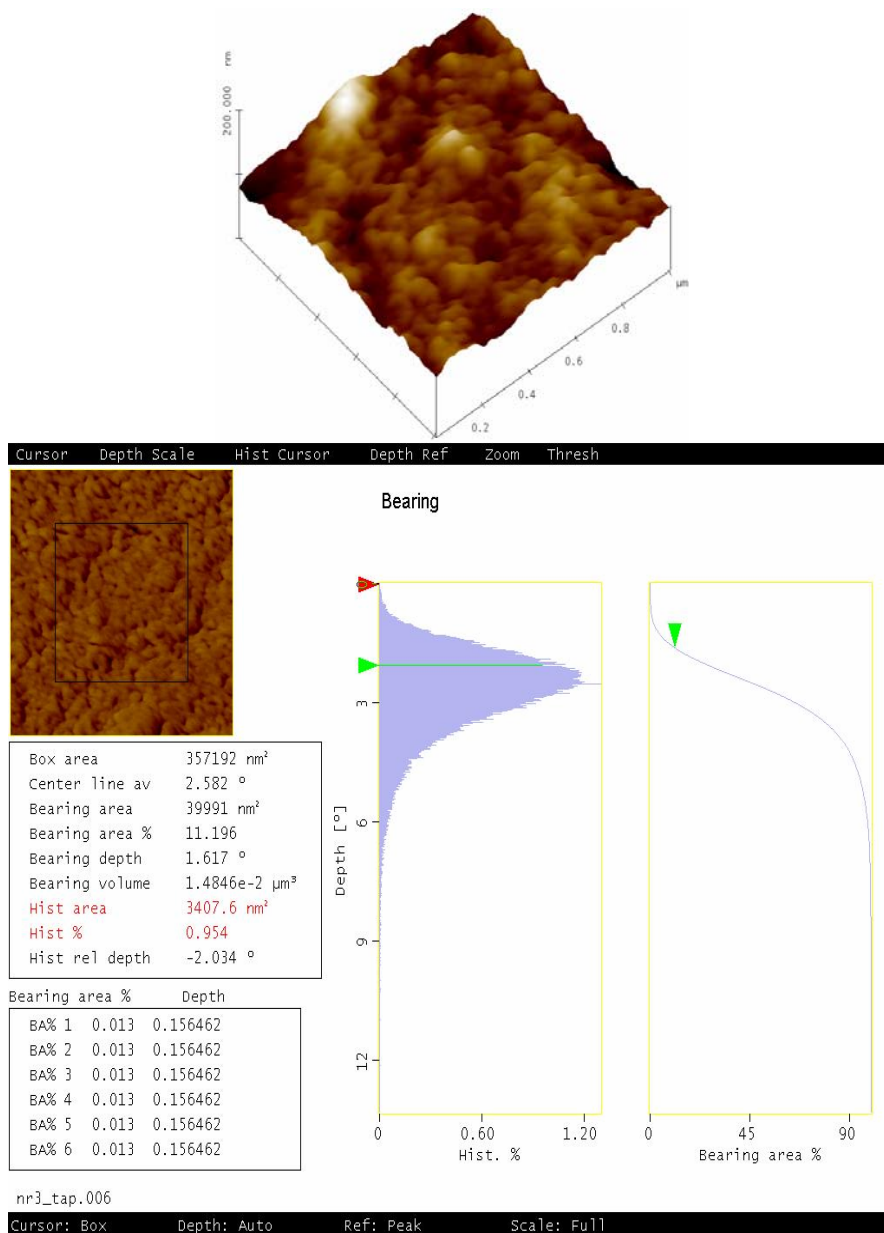 200.000 nm
0.2
0.4
0.6
0.8
µm
Cursor Depth Scale Hist Cursor Depth Ref Zoom Thresh
Bearing
Box area 357192 nm²
Center line av 2.582 º
Bearing area 39991 nm²
Bearing area % 11.196
Bearing depth 1.617 º
Bearing volume 1.4846e-2 µm³
Hist area 3407.6 nm²
Hist % 0.954
Hist rel depth -2.034 º
Bearing area % Depth
BA% 1 0.013 0.156462
BA% 2 0.013 0.156462
BA% 3 0.013 0.156462
BA% 4 0.013 0.156462
BA% 5 0.013 0.156462
BA% 6 0.013 0.156462
Depth [º]
3
6
9
12
0 0.60 1.20
Hist. %
0 45 90
Bearing area %
nr3_tap.006
Cursor: Box Depth: Auto Ref: Peak Scale: Full